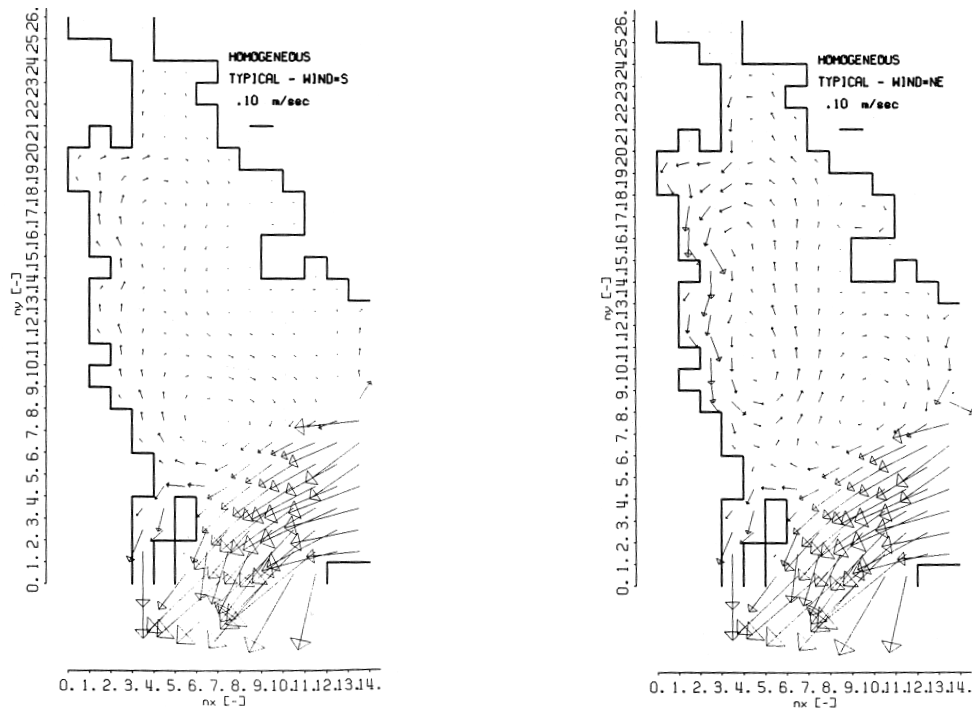 HOMOGENEOUS
TYPICAL - WIND=S
.10 m/sec
ny [-]
0. 1. 2. 3. 4. 5. 6. 7. 8. 9.10.11.12.13.14.15.16.17.18.19.20.21.22.23.24.25.26.
0. 1. 2. 3. 4. 5. 6. 7. 8. 9.10.11.12.13.14.
nx [-]
HOMOGENEOUS
TYPICAL - WIND=NE
.10 m/sec
ny [-]
0. 1. 2. 3. 4. 5. 6. 7. 8. 9.10.11.12.13.14.15.16.17.18.19.20.21.22.23.24.25.26.
0. 1. 2. 3. 4. 5. 6. 7. 8. 9.10.11.12.13.14.
nx [-]